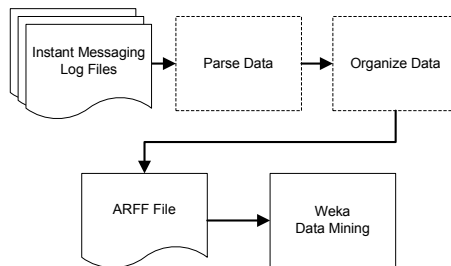 Instant Messaging
Log Files
Parse Data
Organize Data
ARFF File
Weka
Data Mining